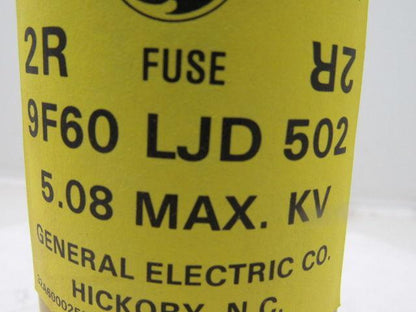 2R FUSE 2R
9F60 LJD 502
5.08 MAX. KV
GENERAL ELECTRIC CO.
HICKORY, N.C.